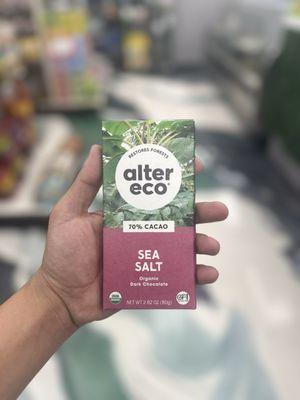 RESTORES FORESTS
alter
eco
70% CACAO
SEA
SALT
Organic
Dark Chocolate
NET WT 2.82 OZ (80g)